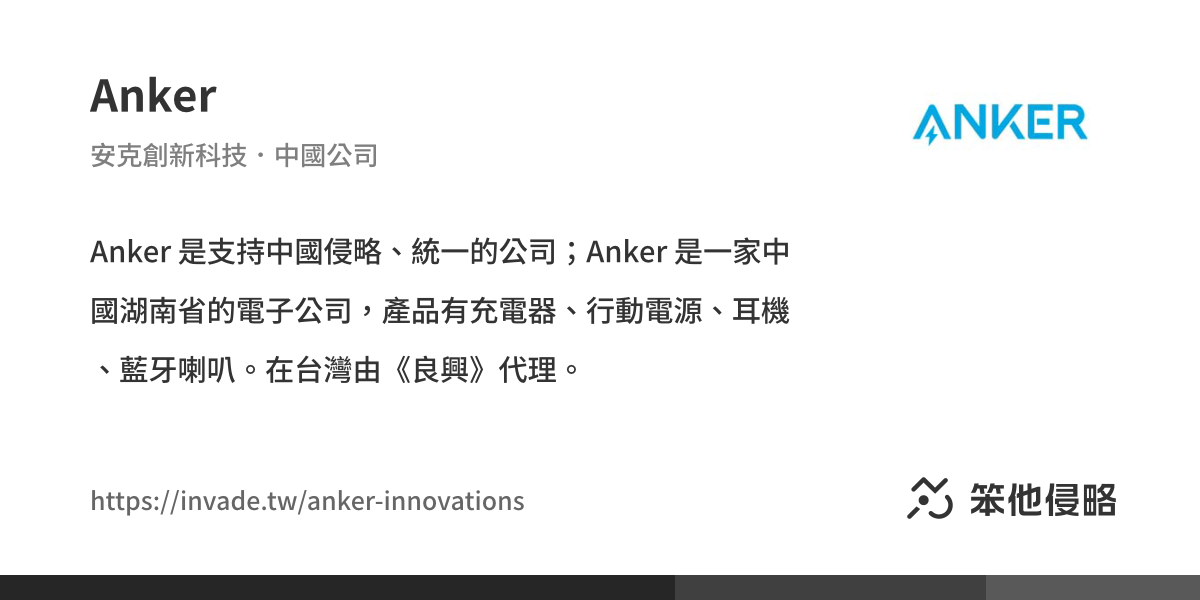 Anker
ANKER
安克創新科技・中國公司
Anker 是支持中國侵略、統一的公司；Anker 是一家中
國湖南省的電子公司，產品有充電器、行動電源、耳機
、藍牙喇叭。在台灣由《良興》代理。
https://invade.tw/anker-innovations
笨他侵略